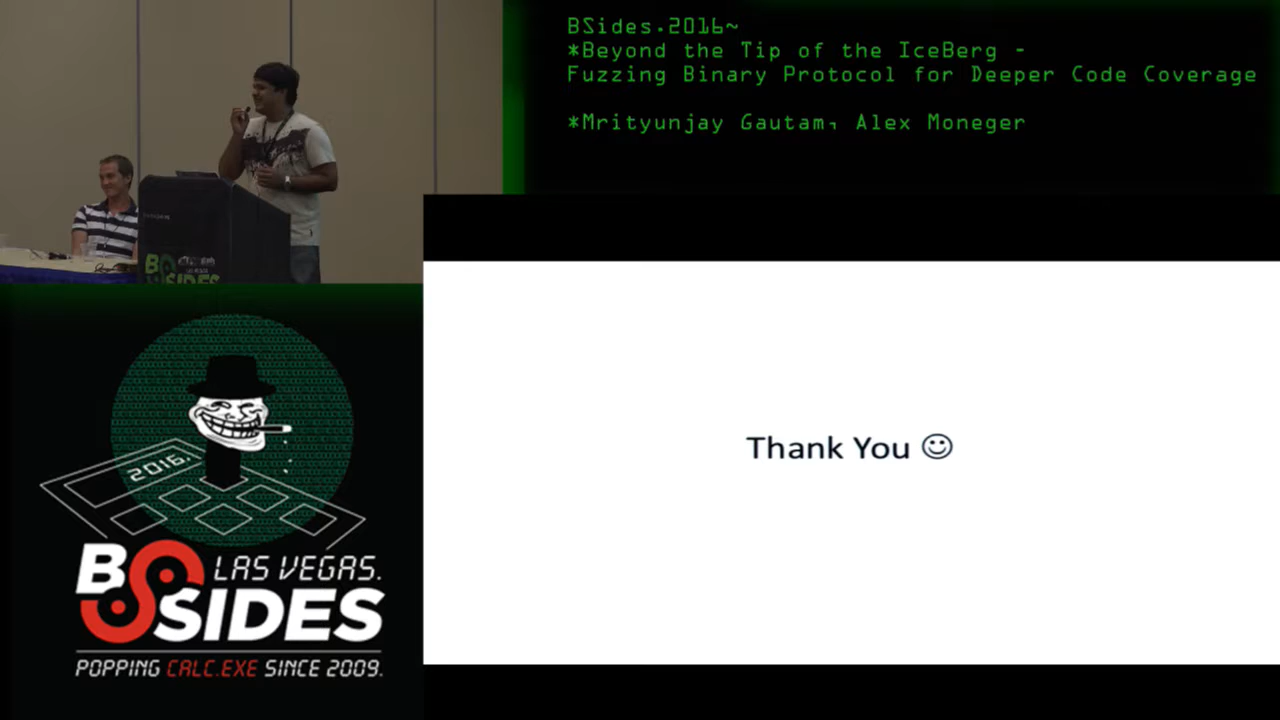 BSides.2016~
*Beyond the Tip of the IceBerg -
Fuzzing Binary Protocol for Deeper Code Coverage
*Mrityunjay Gautam, Alex Moneger
BSIDES
Thank You ☺
2016.
BSIDES
LAS VEGAS.
POPPING CALC.EXE SINCE 2009.